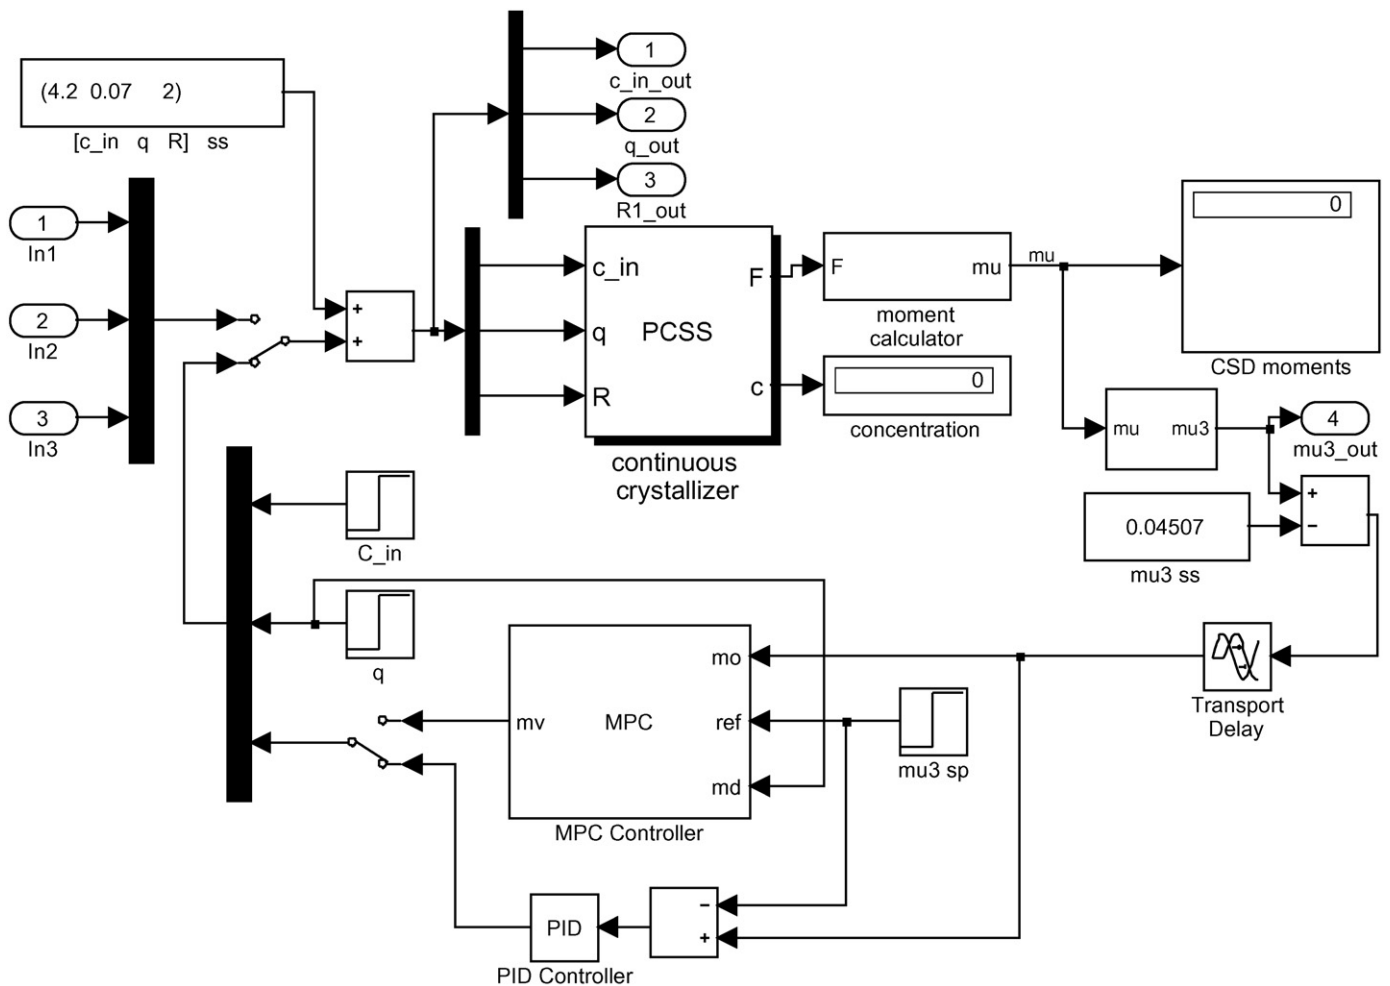 1
c_in_out
2
q_out
3
R1_out
(4.2 0.07 2)
[c_in q R] ss
1
In1
2
In2
3
In3
+
+
c_in
q
R
PCSS
F
c
continuous
crystallizer
F
mu
moment
calculator
mu
0
concentration
0
CSD moments
mu
mu3
4
mu3_out
0.04507
mu3 ss
+
−
Transport
Delay
C_in
q
mo
ref
md
mv
MPC
MPC Controller
mu3 sp
−
+
PID
PID Controller